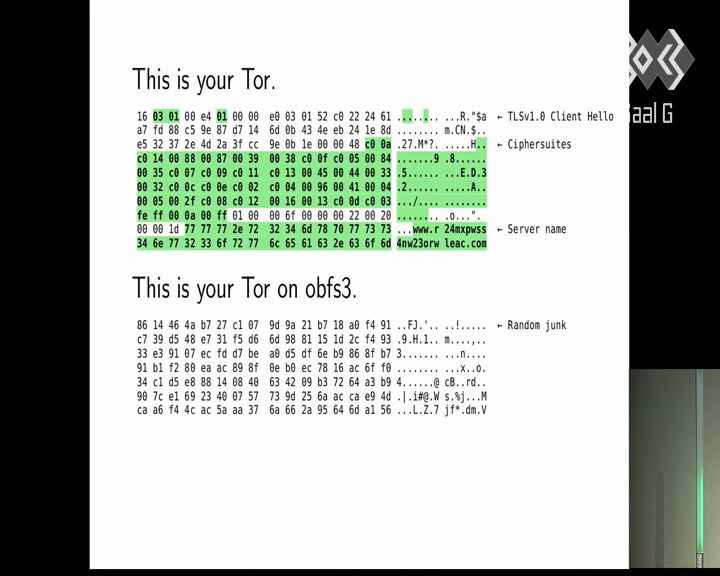 This is your Tor.
16 03 01 00 e4 01 00 00 e0 03 01 52 c0 22 24 61 ........ ...R."$a ← TLSv1.0 Client Hello
a7 fd 88 c5 9e 87 d7 14 6d 0b 43 4e eb 24 1e 8d ........ m.CN.$..
e5 32 37 2e 4d 2a 3f cc 9e 0b 1e 00 00 48 c0 0a .27.M*?. .....H.. ← Ciphersuites
c0 14 00 88 00 87 00 39 00 38 c0 0f c0 05 00 84 .......9 .8......
00 35 c0 07 c0 09 c0 11 c0 13 00 45 00 44 00 33 .5...... ...E.D.3
00 32 c0 0c c0 0e c0 02 c0 04 00 96 00 41 00 04 .2...... .....A..
00 05 00 2f c0 08 c0 12 00 16 00 13 c0 0d c0 03 .../.... ........
fe ff 00 0a 00 ff 01 00 00 6f 00 00 00 22 00 20 ........ .o...".
00 00 1d 77 77 77 2e 72 32 34 6d 78 70 77 73 73 ...www.r 24mxpwss ← Server name
34 6e 77 32 33 6f 72 77 6c 65 61 63 2e 63 6f 6d 4nw23orw leac.com
This is your Tor on obfs3.
86 14 46 4a b7 27 c1 07 9d 9a 21 b7 18 a0 f4 91 ..FJ.'.. ..!..... ← Random junk
c7 39 d5 48 e7 31 f5 d6 6d 98 81 15 1d 2c f4 93 .9.H.1.. m....,..
33 e3 91 07 ec fd d7 be a0 d5 df 6e b9 86 8f b7 3....... ...n....
91 b1 f2 80 ea ac 89 8f 0e b0 ec 78 16 ac 6f f0 ........ ...x..o.
34 c1 d5 e8 88 14 08 40 63 42 09 b3 72 64 a3 b9 4......@ cB..rd..
90 7c e1 69 23 40 07 57 73 9d 25 6a ac ca e9 4d .|.i#@.W s.%j...M
ca a6 f4 4c ac 5a aa 37 6a 66 2a 95 64 6d a1 56 ...L.Z.7 jf*.dm.V
Saal G